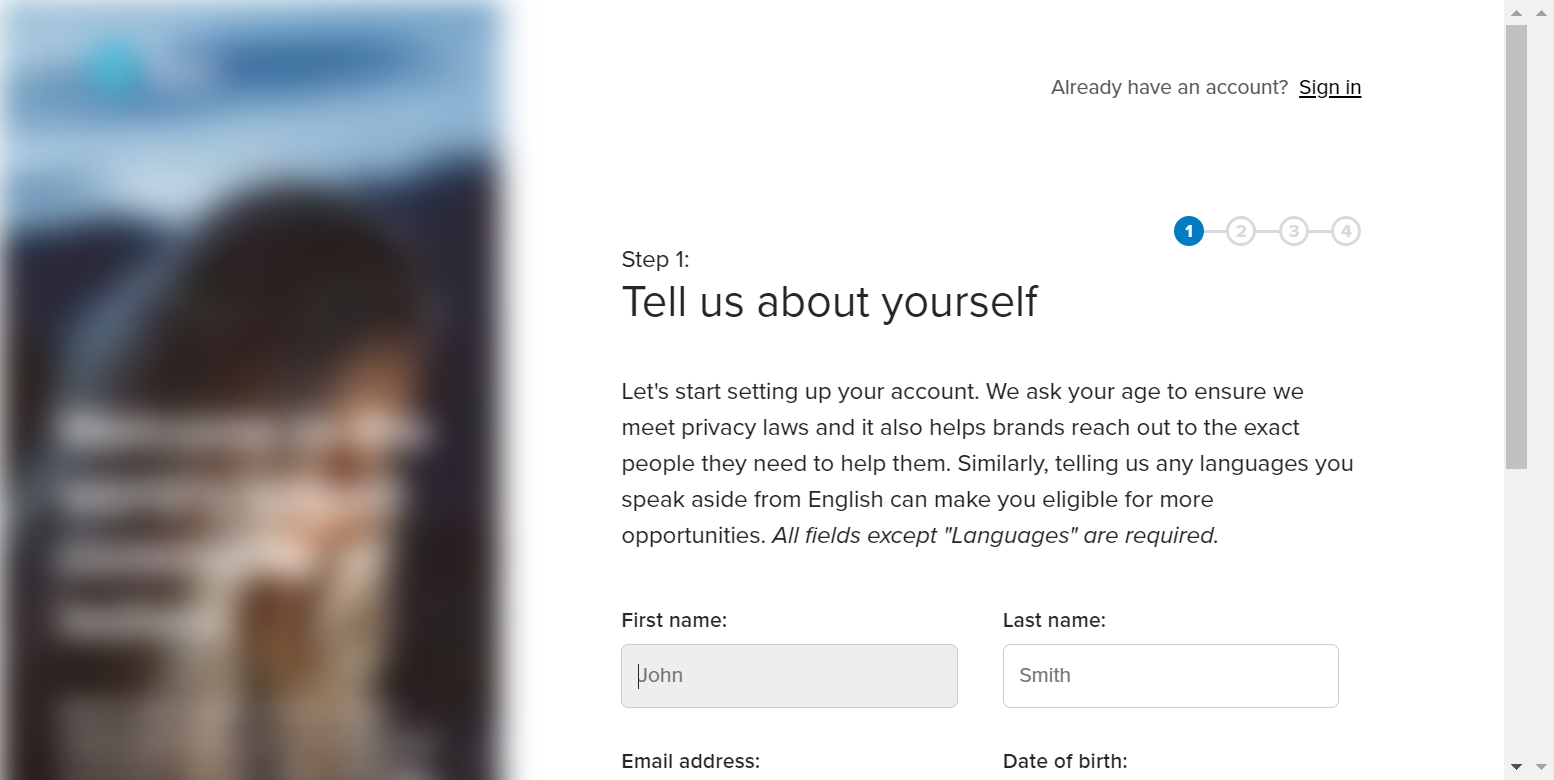 Already have an account? Sign in
1 2 3 4
Step 1:
Tell us about yourself
Let's start setting up your account. We ask your age to ensure we
meet privacy laws and it also helps brands reach out to the exact
people they need to help them. Similarly, telling us any languages you
speak aside from English can make you eligible for more
opportunities. All fields except "Languages" are required.
First name:
Last name:
John
Smith
Email address:
Date of birth: